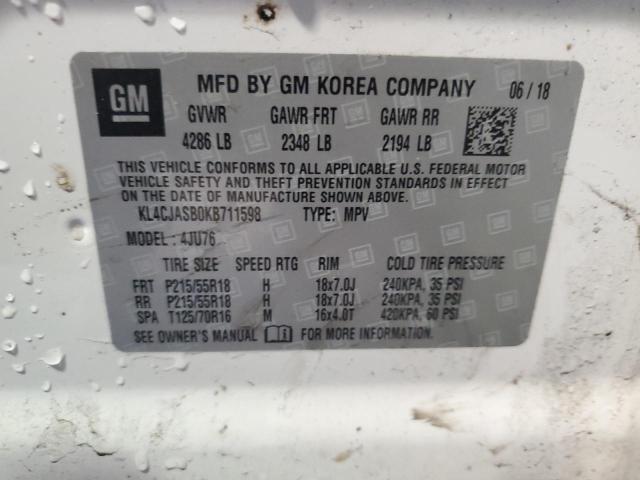 GM
MFD BY GM KOREA COMPANY 06 / 18
GVWR GAWR FRT GAWR RR
4286 LB 2348 LB 2194 LB
THIS VEHICLE CONFORMS TO ALL APPLICABLE U.S. FEDERAL MOTOR
VEHICLE SAFETY AND THEFT PREVENTION STANDARDS IN EFFECT
ON THE DATE OF MANUFACTURE SHOWN ABOVE.
KL4CJASB0KB711598 TYPE: MPV
MODEL: 4JU76
TIRE SIZE SPEED RTG RIM COLD TIRE PRESSURE
FRT P215/55R18 H 18x7.0J 240KPA, 35 PSI
RR P215/55R18 H 18x7.0J 240KPA, 35 PSI
SPA T125/70R16 M 16x4.0T 420KPA, 60 PSI
SEE OWNER'S MANUAL FOR MORE INFORMATION.